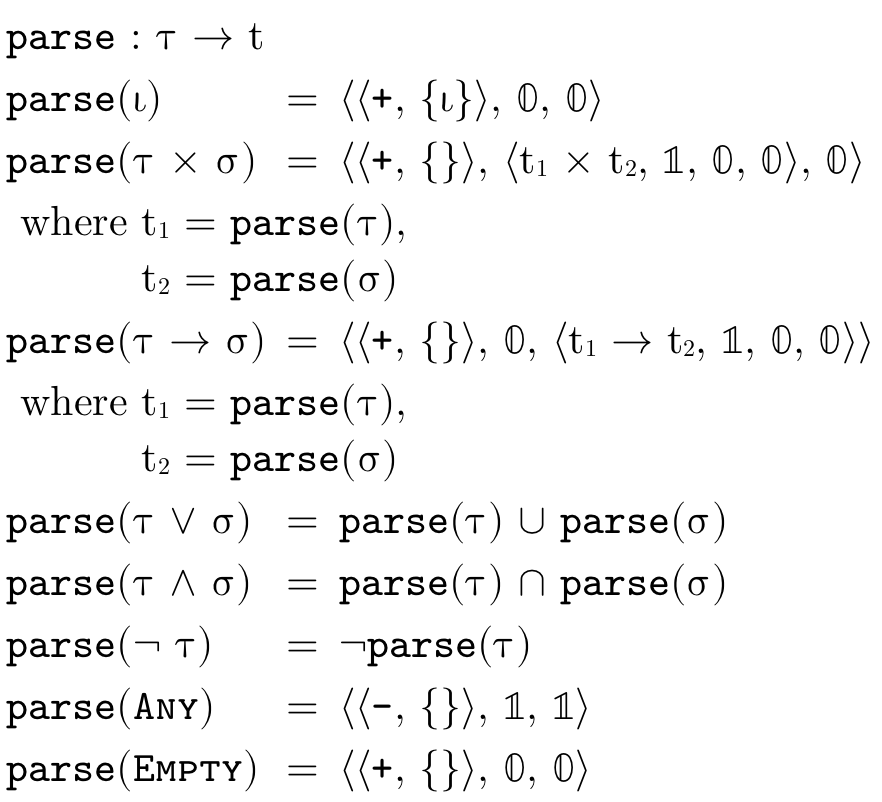 parse : τ → t
parse(ι) = ⟨⟨+, {ι}⟩, 𝟘, 𝟘⟩
parse(τ × σ) = ⟨⟨+, {}⟩, ⟨t₁ × t₂, 𝟙, 𝟘, 𝟘⟩, 𝟘⟩
where t₁ = parse(τ),
t₂ = parse(σ)
parse(τ → σ) = ⟨⟨+, {}⟩, 𝟘, ⟨t₁ → t₂, 𝟙, 𝟘, 𝟘⟩⟩
where t₁ = parse(τ),
t₂ = parse(σ)
parse(τ ∨ σ) = parse(τ) ∪ parse(σ)
parse(τ ∧ σ) = parse(τ) ∩ parse(σ)
parse(¬ τ) = ¬parse(τ)
parse(Any) = ⟨⟨-, {}⟩, 𝟙, 𝟙⟩
parse(Empty) = ⟨⟨+, {}⟩, 𝟘, 𝟘⟩